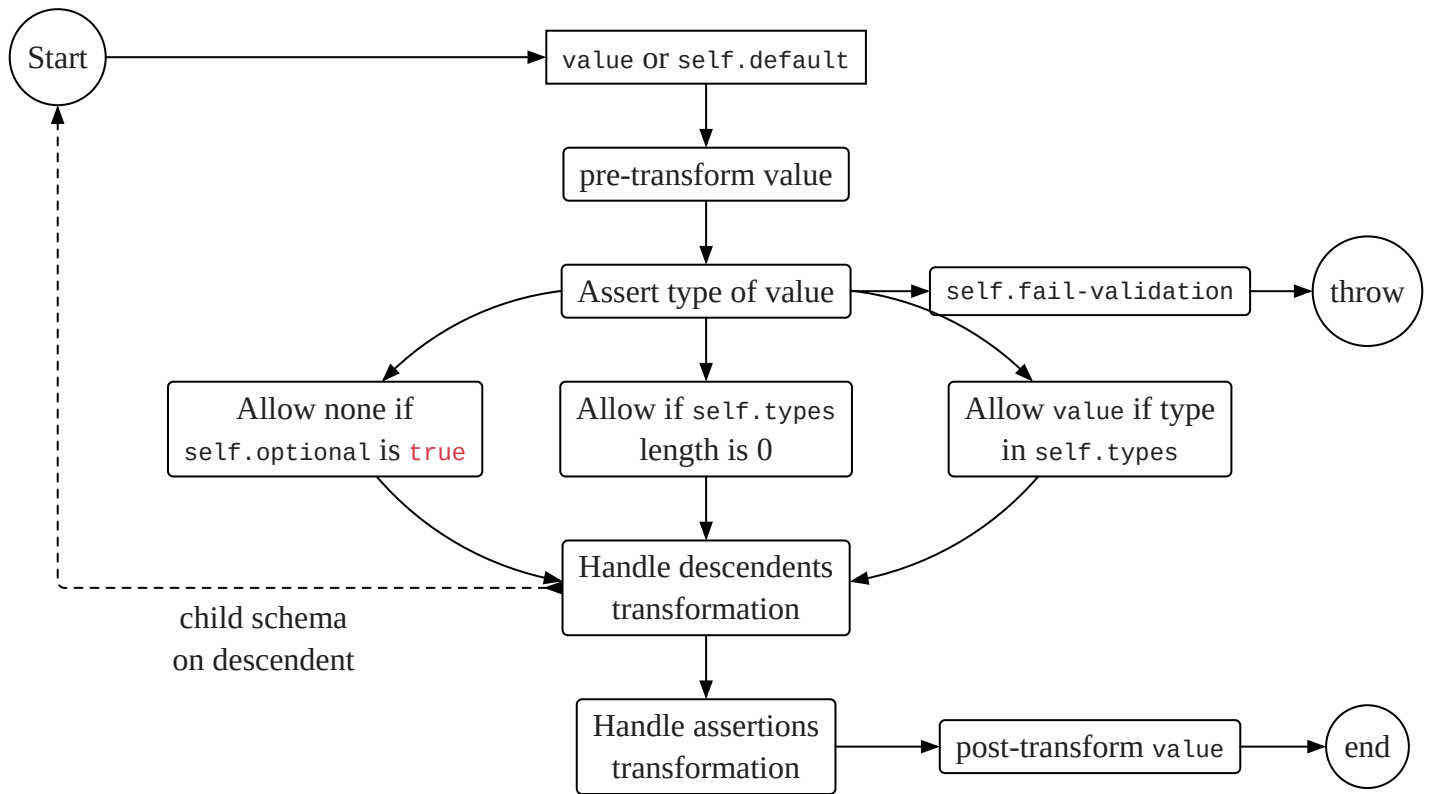 Start
value or self.default
pre-transform value
Assert type of value
self.fail-validation
throw
Allow none if
self.optional is true
Allow if self.types
length is 0
Allow value if type
in self.types
Handle descendents
transformation
child schema
on descendent
Handle assertions
transformation
post-transform value
end